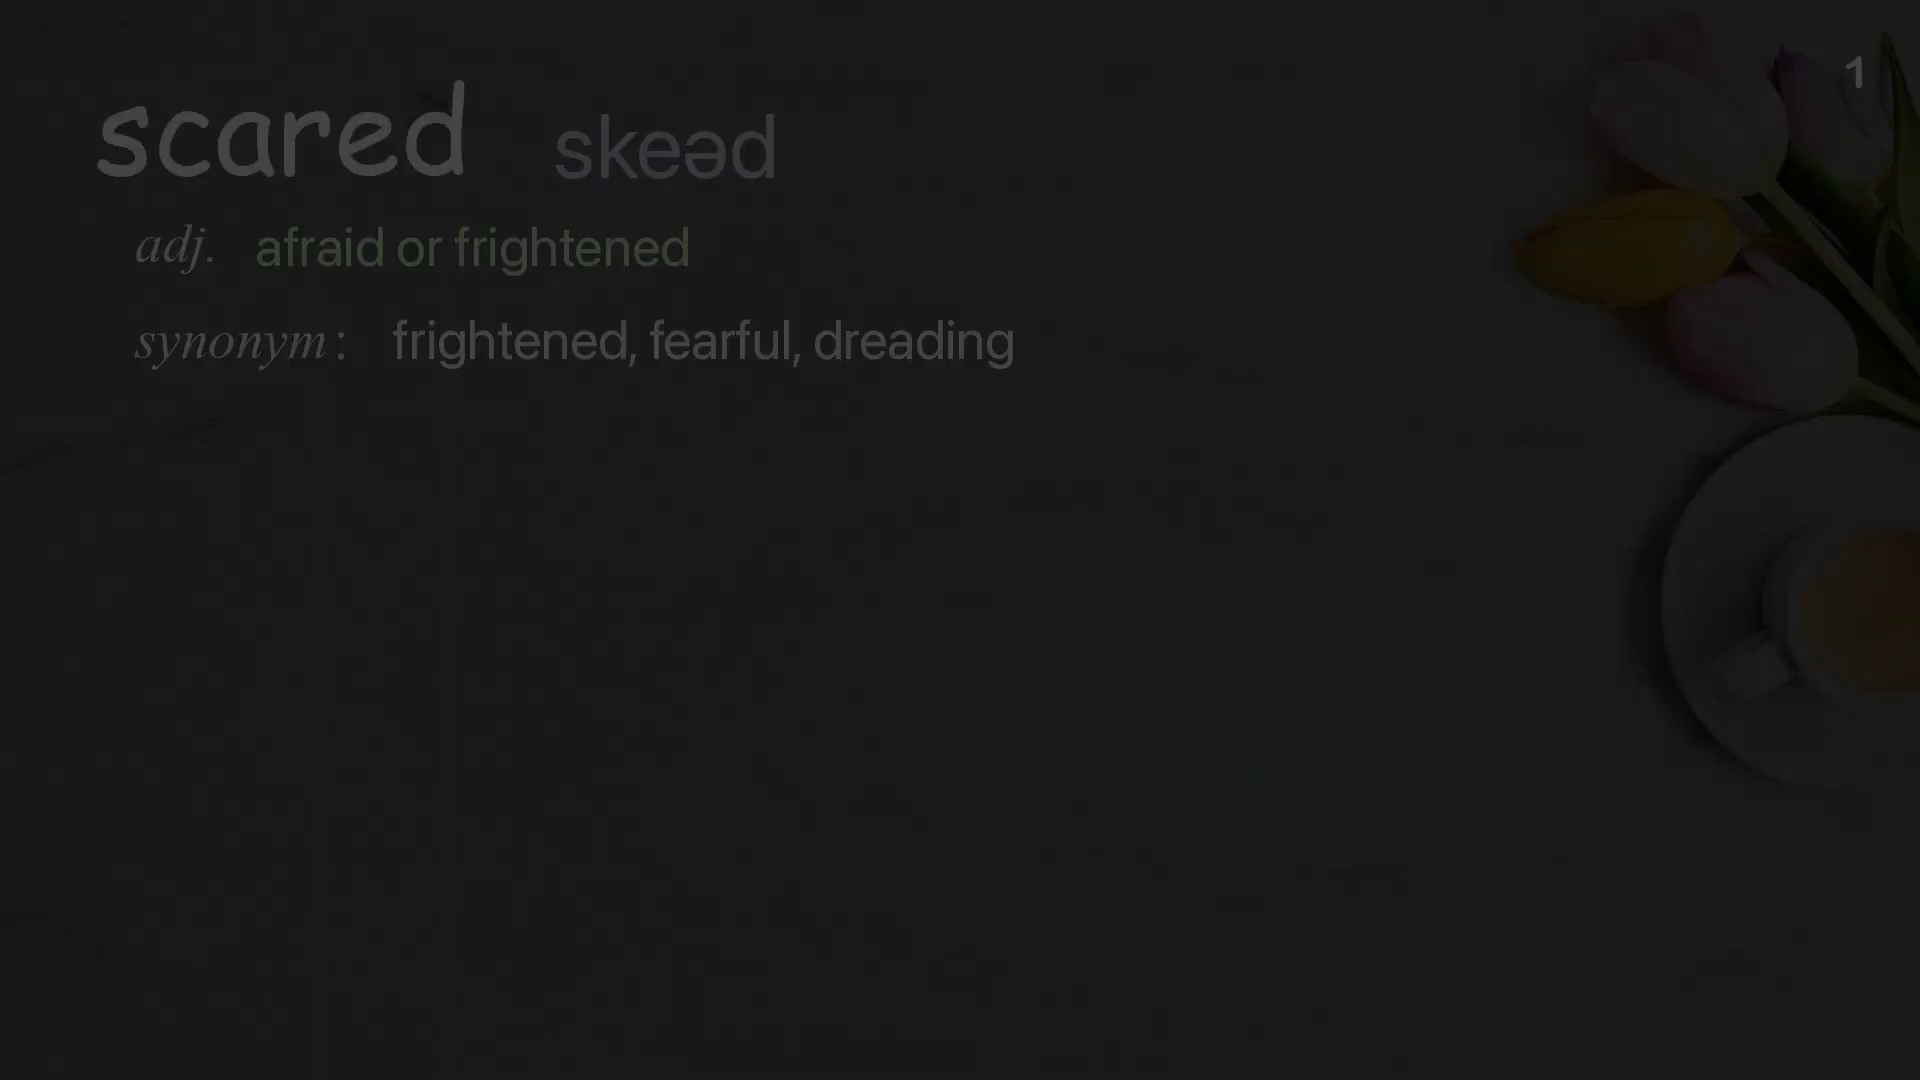 1
scared skeəd
adj. afraid or frightened
synonym: frightened, fearful, dreading